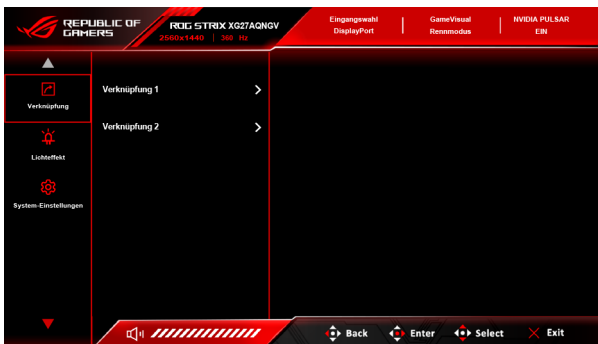 REPUBLIC OF
GAMERS
ROG STRIX XG27AQNGV
2560x1440 360 Hz
Eingangswahl
DisplayPort
GameVisual
Rennmodus
NVIDIA PULSAR
EIN
Verknüpfung
Lichteffekt
System-Einstellungen
Verknüpfung 1
Verknüpfung 2
Back
Enter
Select
Exit